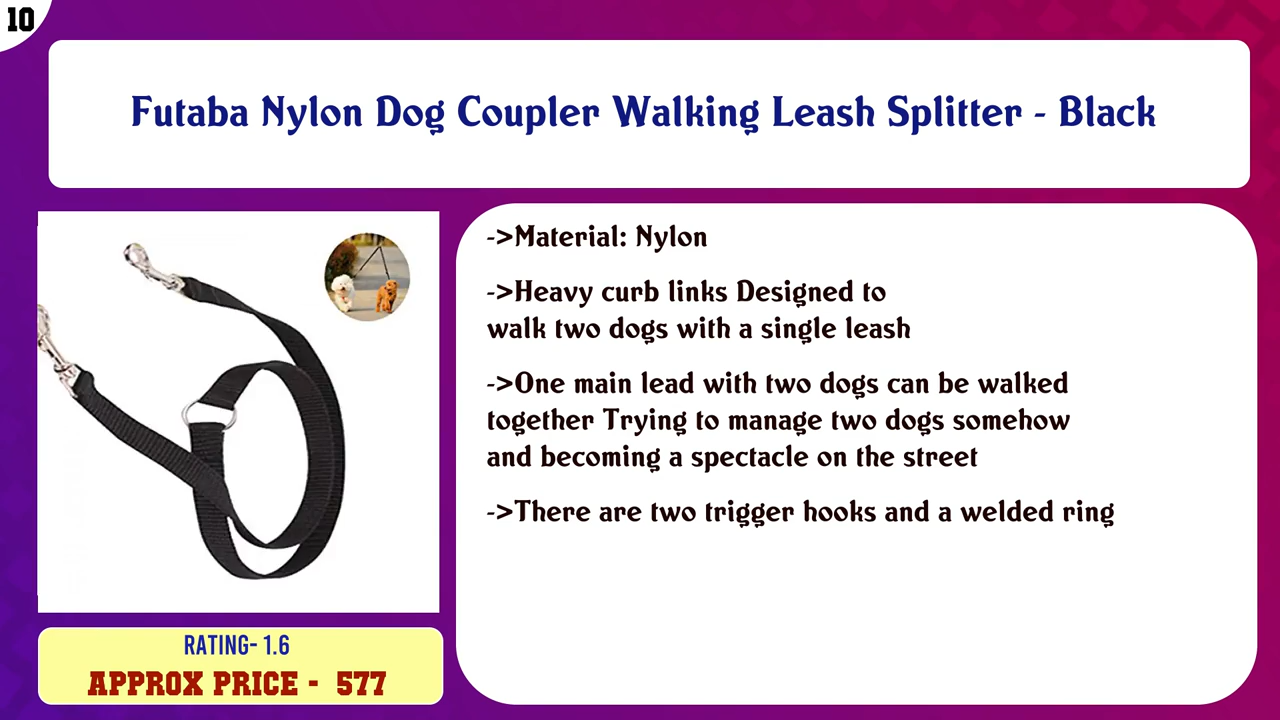 10
Futaba Nylon Dog Coupler Walking Leash Splitter - Black
->Material: Nylon
->Heavy curb links Designed to
walk two dogs with a single leash
->One main lead with two dogs can be walked
together Trying to manage two dogs somehow
and becoming a spectacle on the street
->There are two trigger hooks and a welded ring
RATING- 1.6
APPROX PRICE - 577